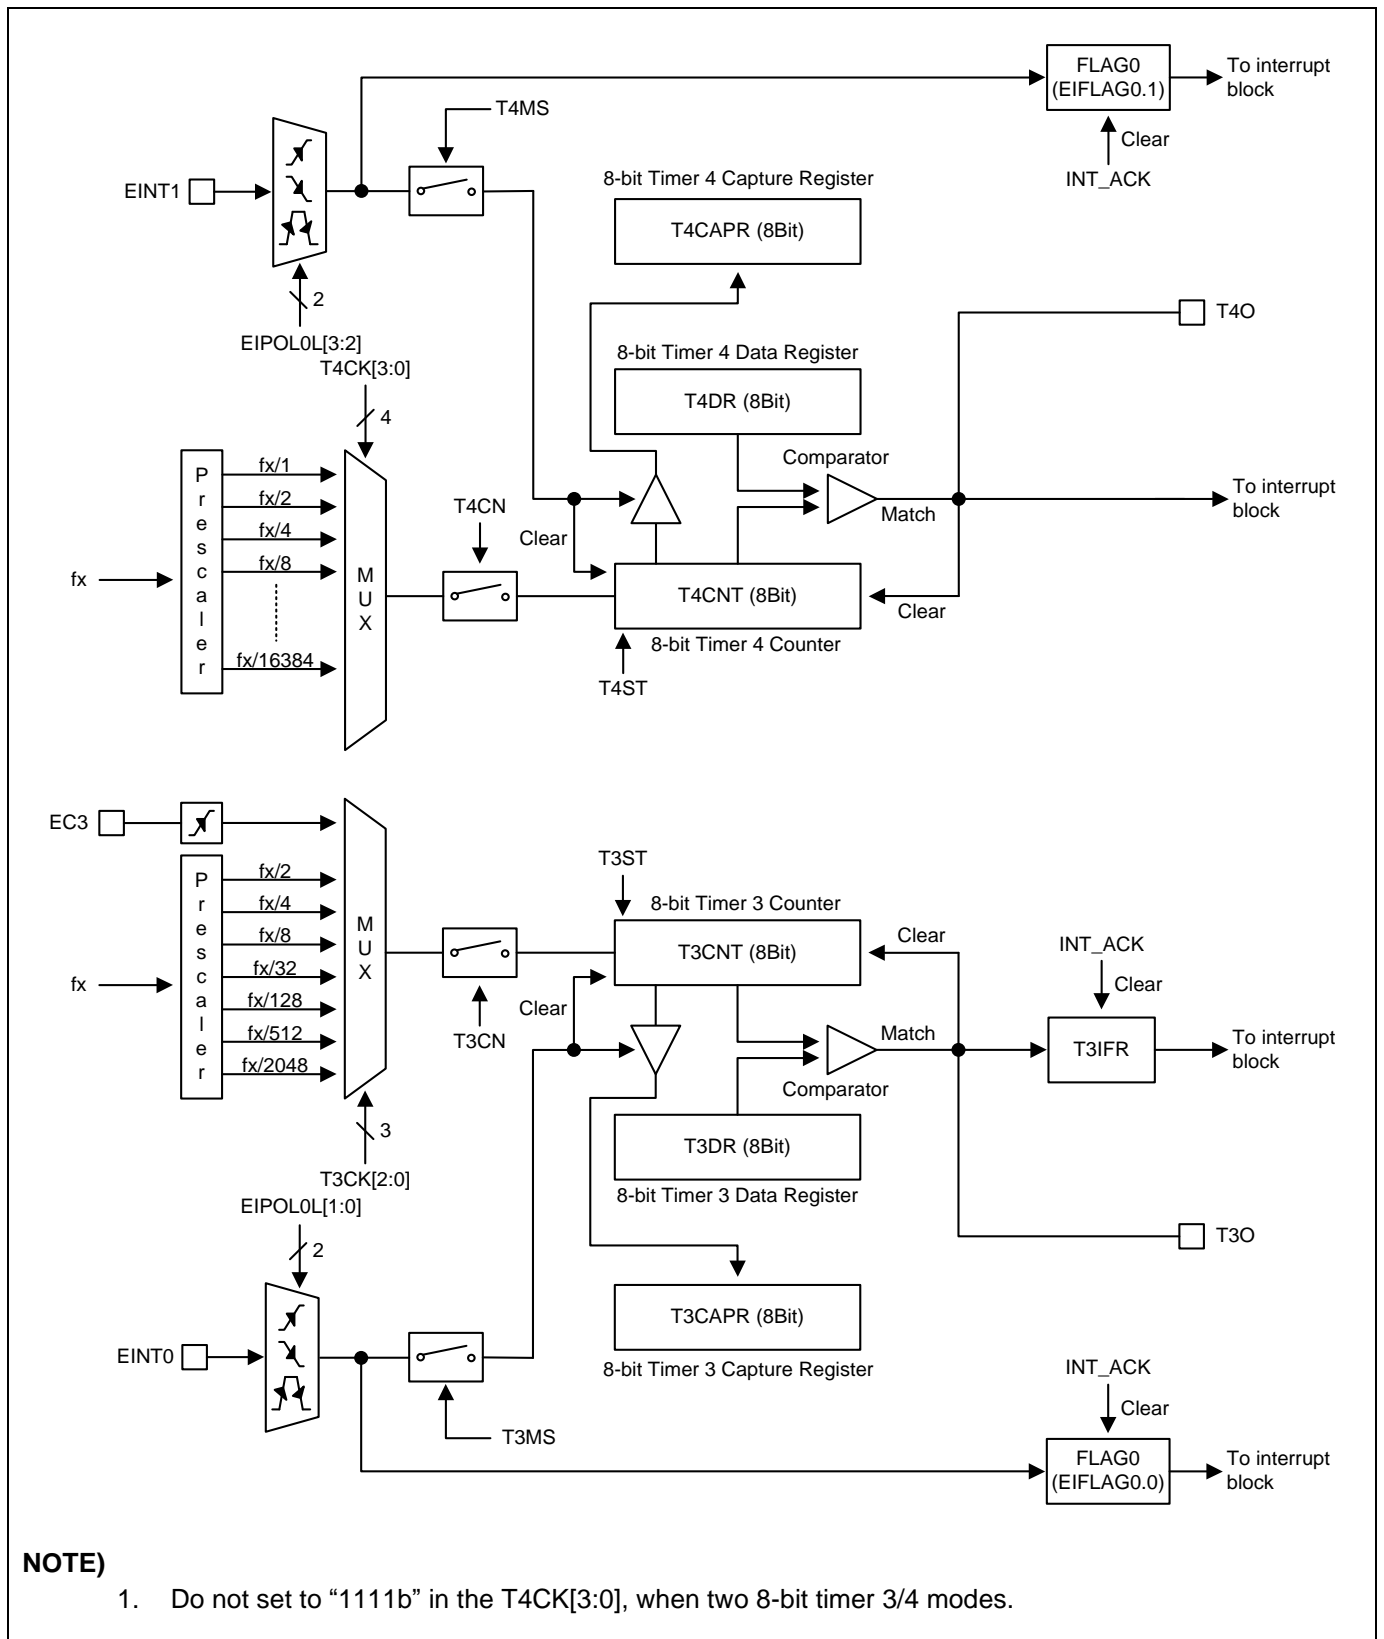 FLAG0
(EIFLAG0.1)
To interrupt
block
T4MS
Clear
INT_ACK
EINT1
8-bit Timer 4 Capture Register
T4CAPR (8Bit)
2
EIPOL0L[3:2]
T4O
T4CK[3:0]
8-bit Timer 4 Data Register
4
T4DR (8Bit)
Comparator
Prescaler
fx/1
fx/2
fx/4
fx/8
fx/16384
fx
MUX
T4CN
Clear
Match
To interrupt
block
T4CNT (8Bit)
Clear
8-bit Timer 4 Counter
T4ST
EC3
Prescaler
fx/2
fx/4
fx/8
fx/32
fx/128
fx/512
fx/2048
fx
MUX
T3ST
8-bit Timer 3 Counter
T3CNT (8Bit)
Clear
INT_ACK
Clear
Clear
T3CN
Match
T3IFR
To interrupt
block
Comparator
3
T3CK[2:0]
T3DR (8Bit)
8-bit Timer 3 Data Register
EIPOL0L[1:0]
2
T3O
T3CAPR (8Bit)
EINT0
8-bit Timer 3 Capture Register
INT_ACK
Clear
T3MS
FLAG0
(EIFLAG0.0)
To interrupt
block
NOTE)
1. Do not set to “1111b” in the T4CK[3:0], when two 8-bit timer 3/4 modes.